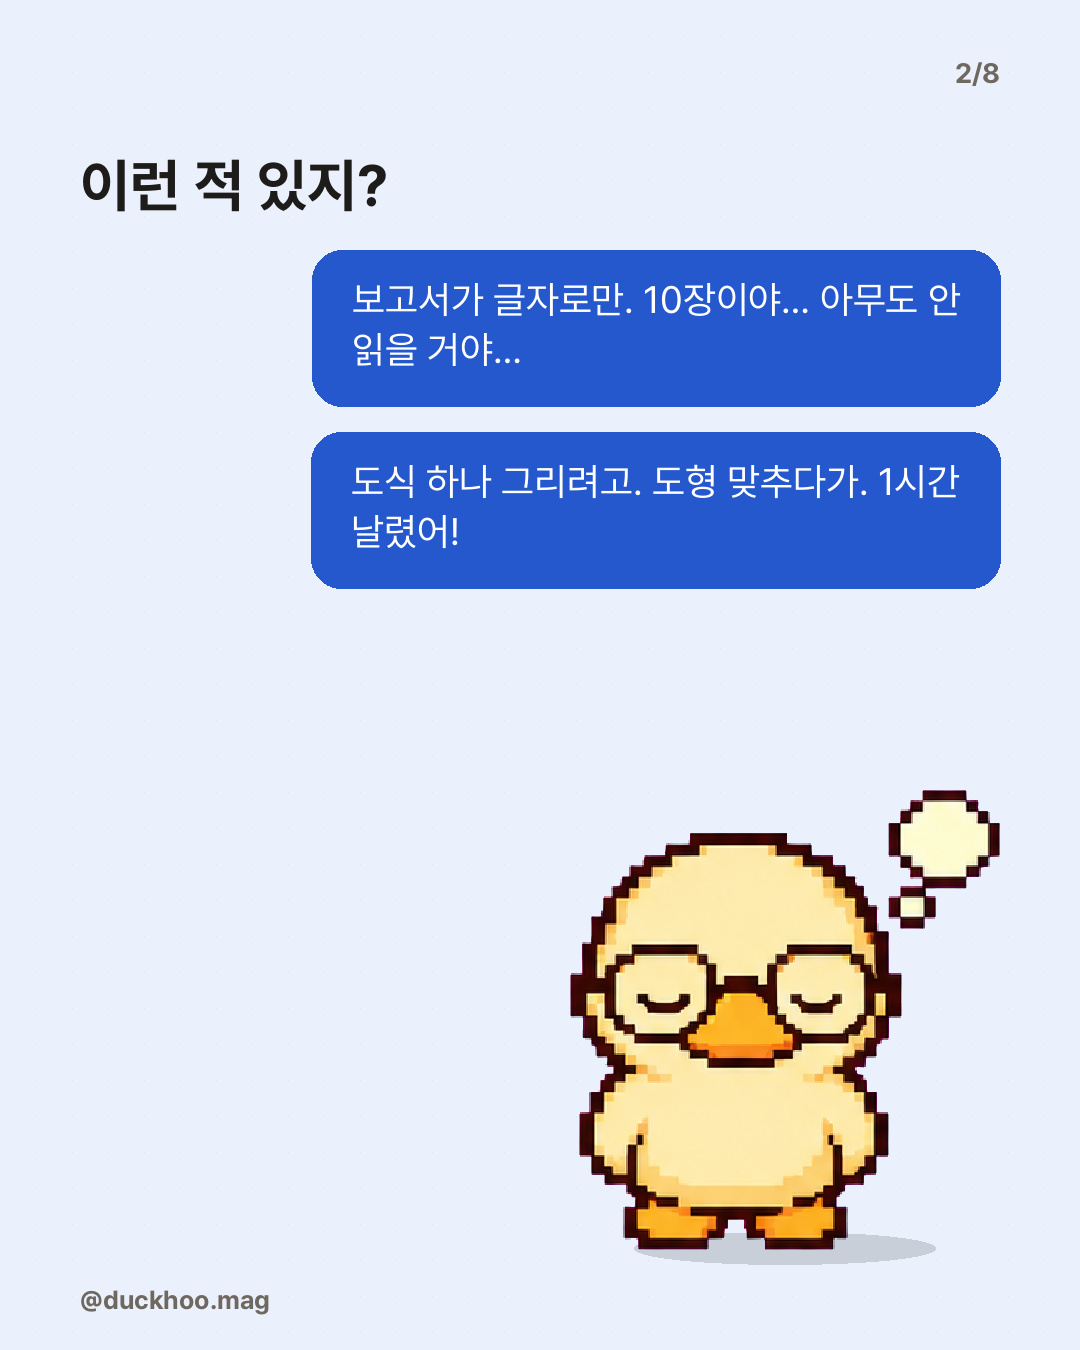 2/8
이런 적 있지?
보고서가 글자로만. 10장이야... 아무도 안
읽을 거야...
도식 하나 그리려고. 도형 맞추다가. 1시간
날렸어!
@duckhoo.mag